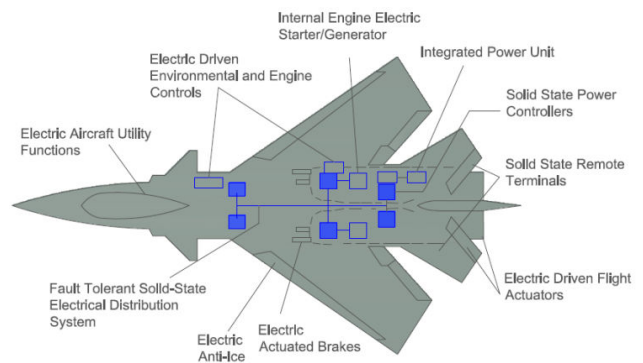 Internal Engine Electric
Starter/Generator
Integrated Power Unit
Electric Driven
Environmental and Engine
Controls
Solid State Power
Controllers
Electric Aircraft Utility
Functions
Solid State Remote
Terminals
Fault Tolerant Solid-State
Electrical Distribution
System
Electric
Anti-Ice
Electric
Actuated Brakes
Electric Driven Flight
Actuators